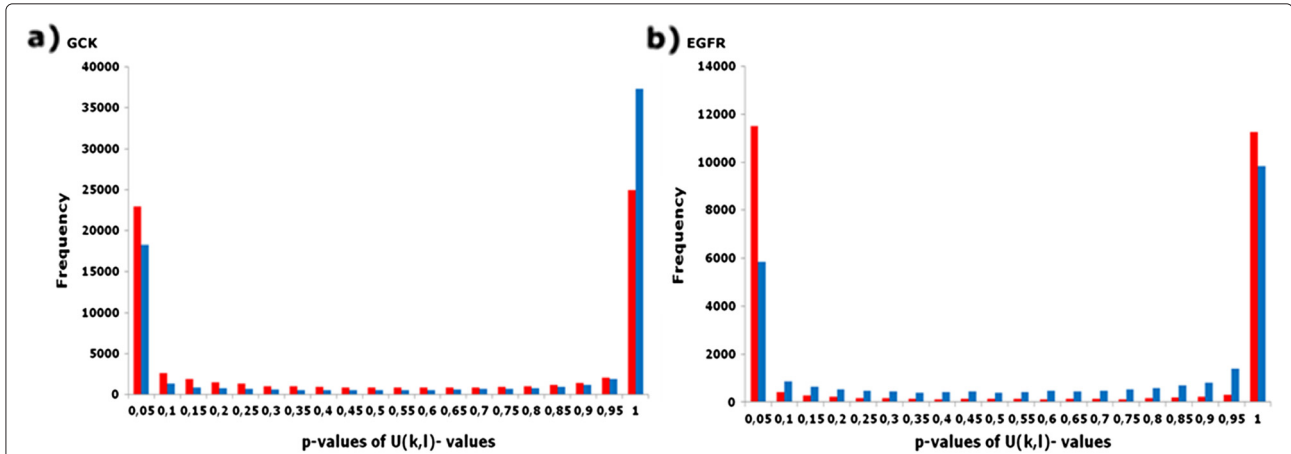 a) GCK
40000
35000
30000
25000
20000
15000
10000
5000
0
Frequency
0,05 0,1 0,15 0,2 0,25 0,3 0,35 0,4 0,45 0,5 0,55 0,6 0,65 0,7 0,75 0,8 0,85 0,9 0,95 1
p-values of U(k,l)- values
b) EGFR
14000
12000
10000
8000
6000
4000
2000
0
Frequency
0,05 0,1 0,15 0,2 0,25 0,3 0,35 0,4 0,45 0,5 0,55 0,6 0,65 0,7 0,75 0,8 0,85 0,9 0,95 1
p-values of U(k,l)- values